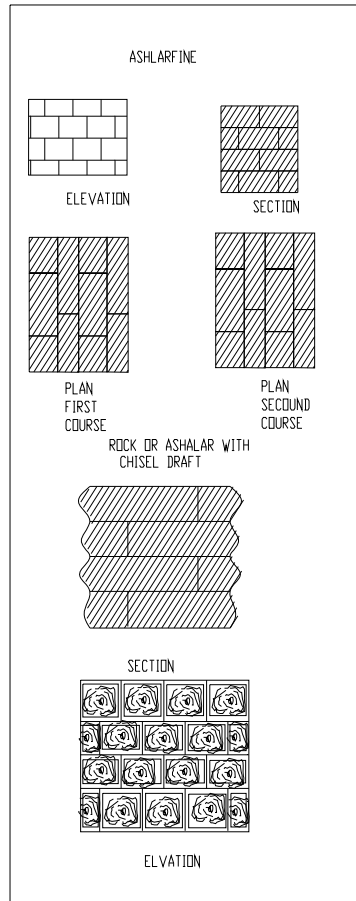 ASHLARFINE
ELEVATION
SECTION
PLAN
FIRST
COURSE
PLAN
SECOUND
COURSE
ROCK OR ASHALAR WITH
CHISEL DRAFT
SECTION
ELVATION